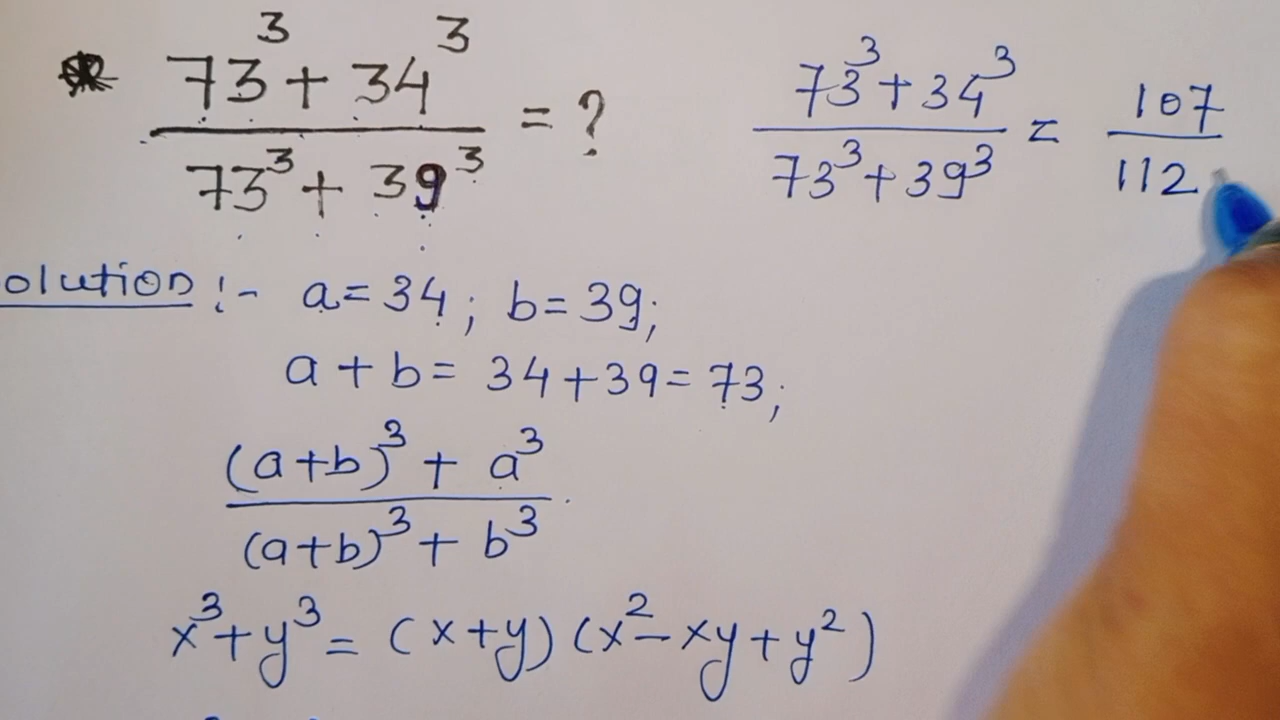 73³ + 34³ / 73³ + 39³ = ?
73³ + 34³ / 73³ + 39³ = 107 / 112
olution :- a = 34 ; b = 39;
a + b = 34 + 39 = 73;
(a+b)³ + a³ / (a+b)³ + b³
x³ + y³ = (x+y) (x² - xy + y²)